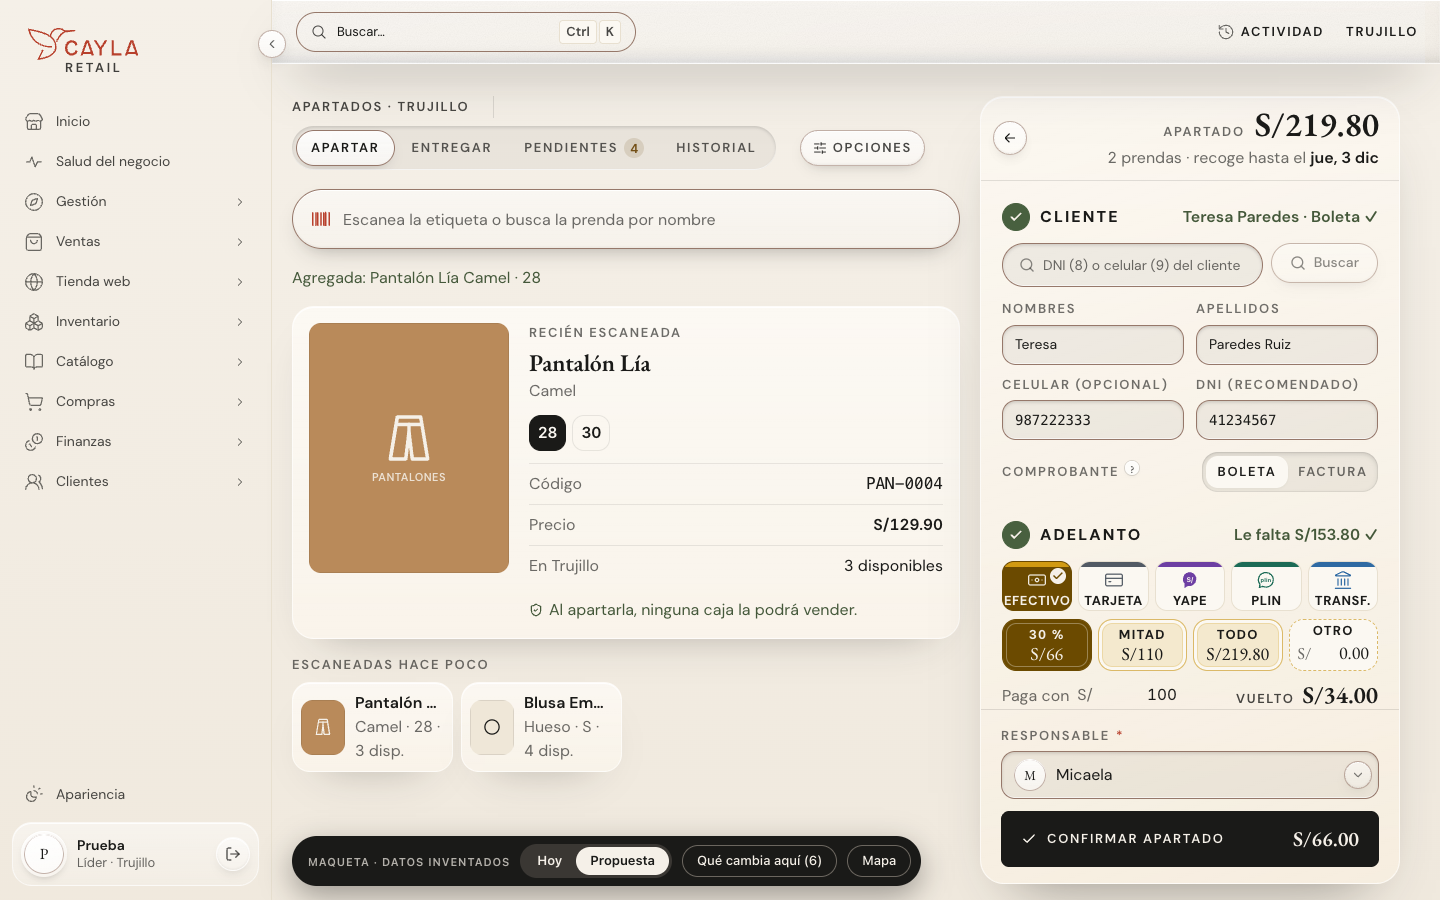 CAYLA
RETAIL
Inicio
Salud del negocio
Gestión
Ventas
Tienda web
Inventario
Catálogo
Compras
Finanzas
Clientes
Apariencia
P
Prueba
Líder · Trujillo
Buscar...
Ctrl K
ACTIVIDAD
TRUJILLO
APARTADOS · TRUJILLO
APARTAR
ENTREGAR
PENDIENTES 4
HISTORIAL
OPCIONES
Escanea la etiqueta o busca la prenda por nombre
Agregada: Pantalón Lía Camel · 28
PANTALONES
RECIÉN ESCANEADA
Pantalón Lía
Camel
28 30
Código PAN-0004
Precio S/129.90
En Trujillo 3 disponibles
Al apartarla, ninguna caja la podrá vender.
ESCANEADAS HACE POCO
Pantalón ...
Camel · 28 ·
3 disp.
Blusa Em...
Hueso · S ·
4 disp.
MAQUETA · DATOS INVENTADOS
Hoy
Propuesta
Qué cambia aquí (6)
Mapa
APARTADO S/219.80
2 prendas · recoge hasta el jue, 3 dic
CLIENTE Teresa Paredes · Boleta ✓
DNI (8) o celular (9) del cliente
Buscar
NOMBRES APELLIDOS
Teresa Paredes Ruiz
CELULAR (OPCIONAL) DNI (RECOMENDADO)
987222333 41234567
COMPROBANTE ? BOLETA FACTURA
ADELANTO Le falta S/153.80 ✓
S/ plin
EFECTIVO TARJETA YAPE PLIN TRANSF.
30 % MITAD TODO OTRO
S/66 S/110 S/219.80 S/ 0.00
Paga con S/ 100 VUELTO S/34.00
RESPONSABLE *
M Micaela
CONFIRMAR APARTADO S/66.00